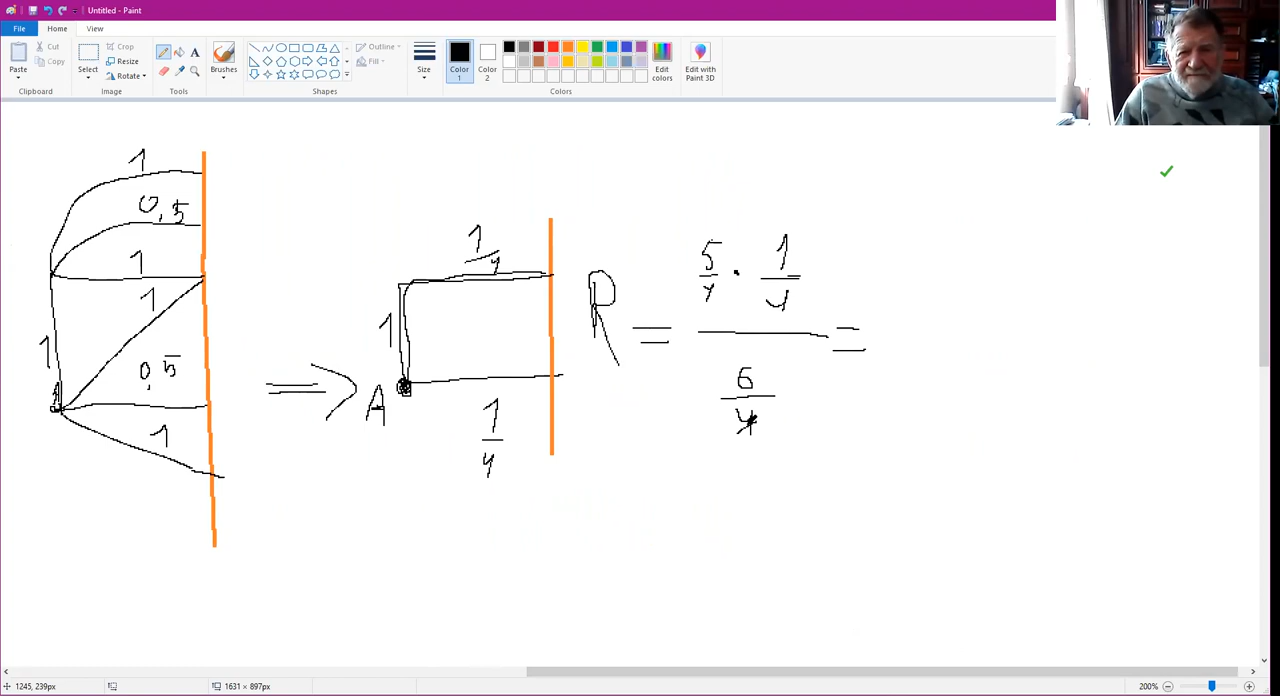 Untitled - Paint
File Home View
Paste
Cut
Copy
Clipboard
Select
Crop
Resize
Rotate
Image
A
Tools
Brushes
Shapes
Outline
Fill
Size
Color 1
Color 2
Edit colors
Colors
Edit with Paint 3D
1
0,5
1
1
1
0,5
A
1
1/4
1
A
1/4
R = 5/4 · 1/4
6/4
=
1245, 239px
1631 × 897px
200%